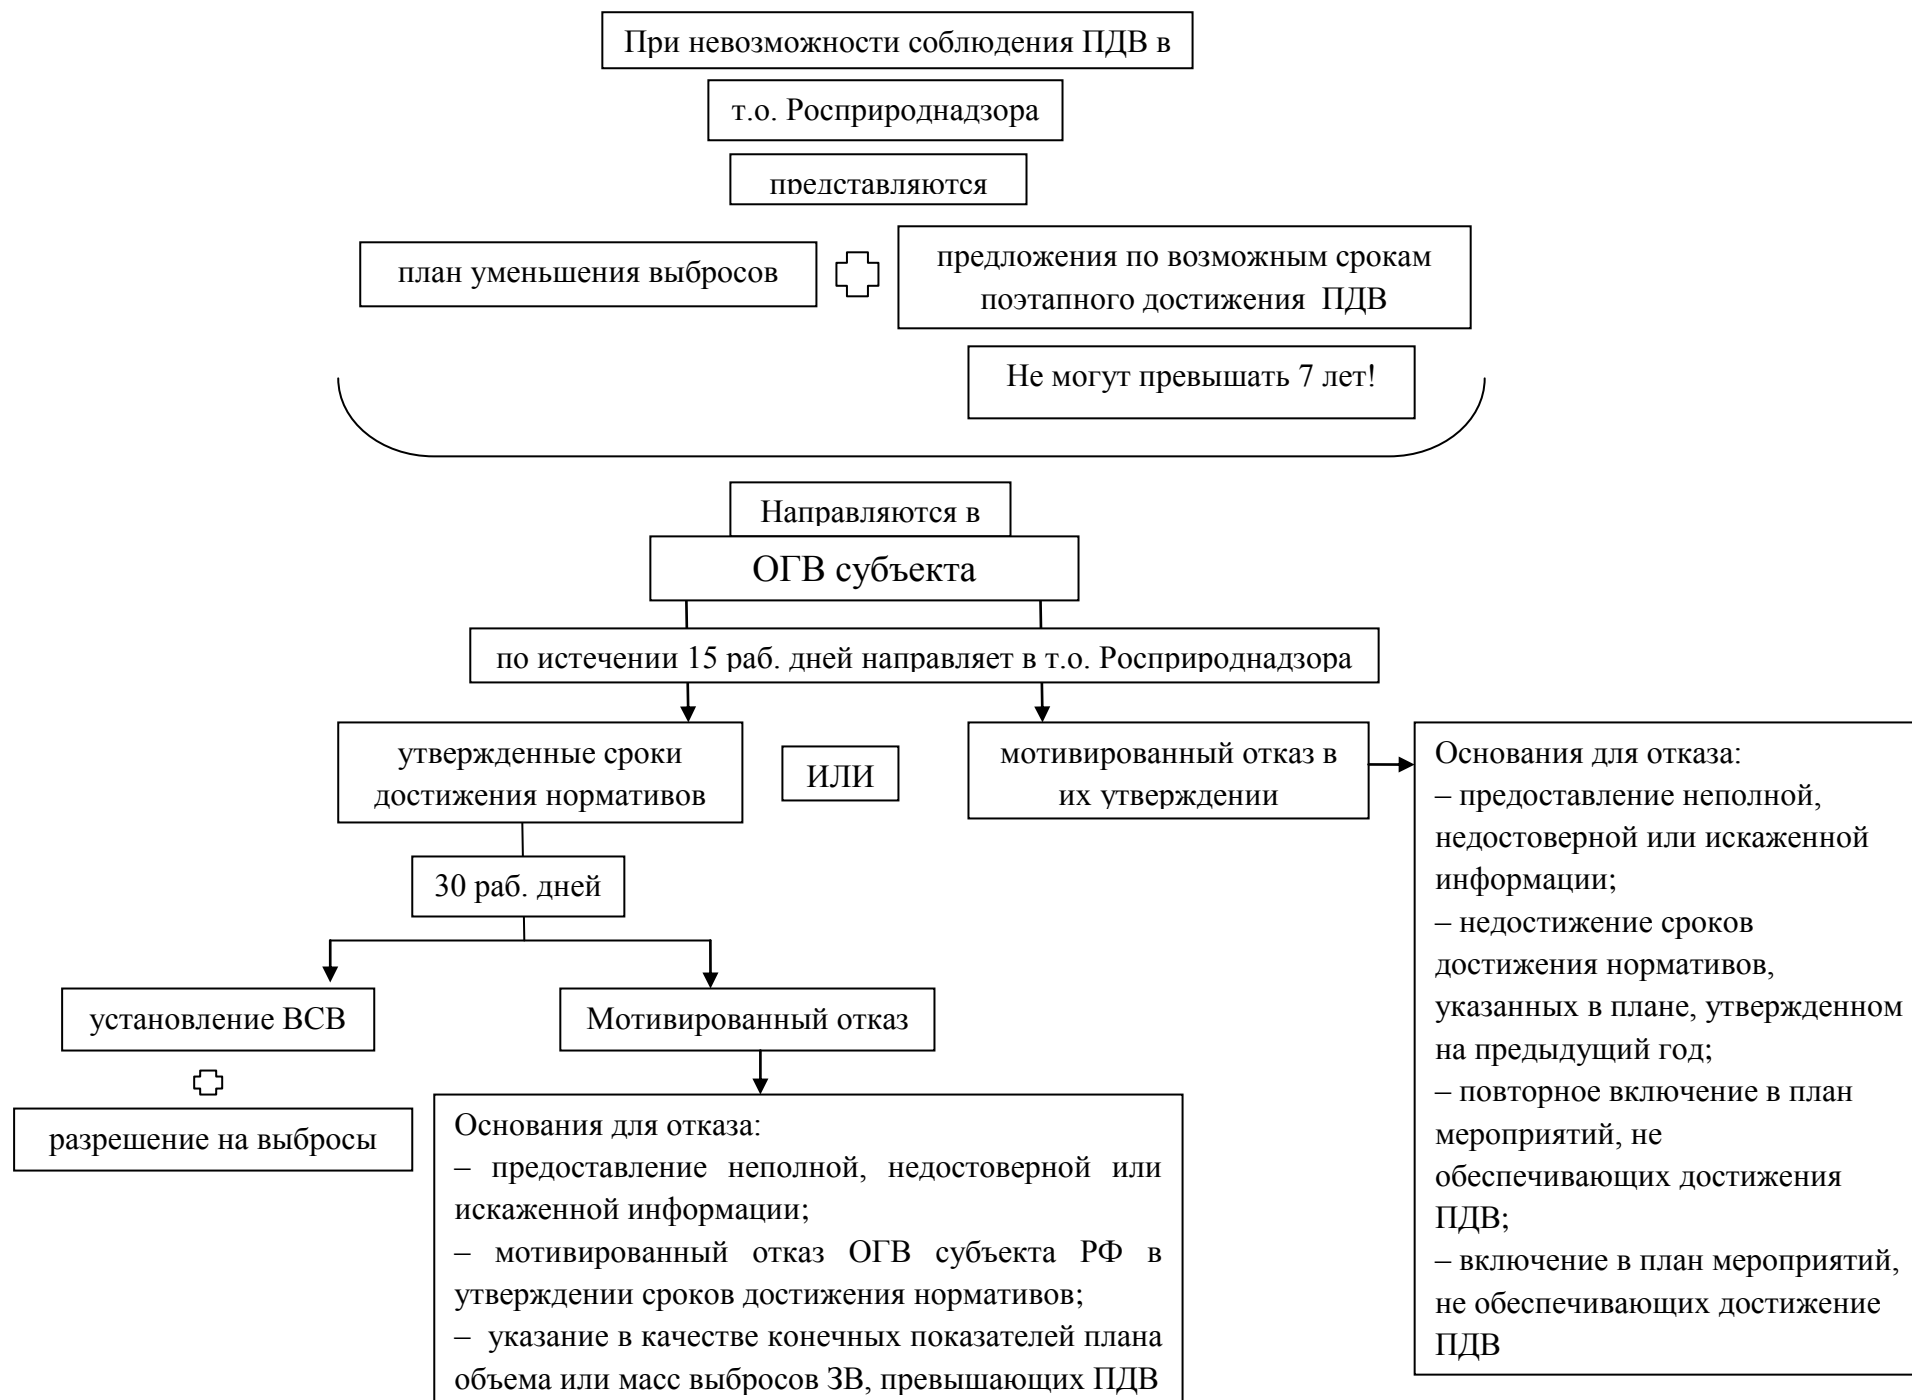 При невозможности соблюдения ПДВ в
т.о. Росприроднадзора
представляются
план уменьшения выбросов
предложения по возможным срокам
поэтапного достижения ПДВ
Не могут превышать 7 лет!
Направляются в
ОГВ субъекта
по истечении 15 раб. дней направляет в т.о. Росприроднадзора
утвержденные сроки
достижения нормативов
ИЛИ
мотивированный отказ в
их утверждении
Основания для отказа:
– предоставление неполной,
недостоверной или искаженной
информации;
– недостижение сроков
достижения нормативов,
указанных в плане, утвержденном
на предыдущий год;
– повторное включение в план
мероприятий, не
обеспечивающих достижения
ПДВ;
– включение в план мероприятий,
не обеспечивающих достижение
ПДВ
30 раб. дней
установление ВСВ
Мотивированный отказ
разрешение на выбросы
Основания для отказа:
– предоставление неполной, недостоверной или
искаженной информации;
– мотивированный отказ ОГВ субъекта РФ в
утверждении сроков достижения нормативов;
– указание в качестве конечных показателей плана
объема или масс выбросов ЗВ, превышающих ПДВ